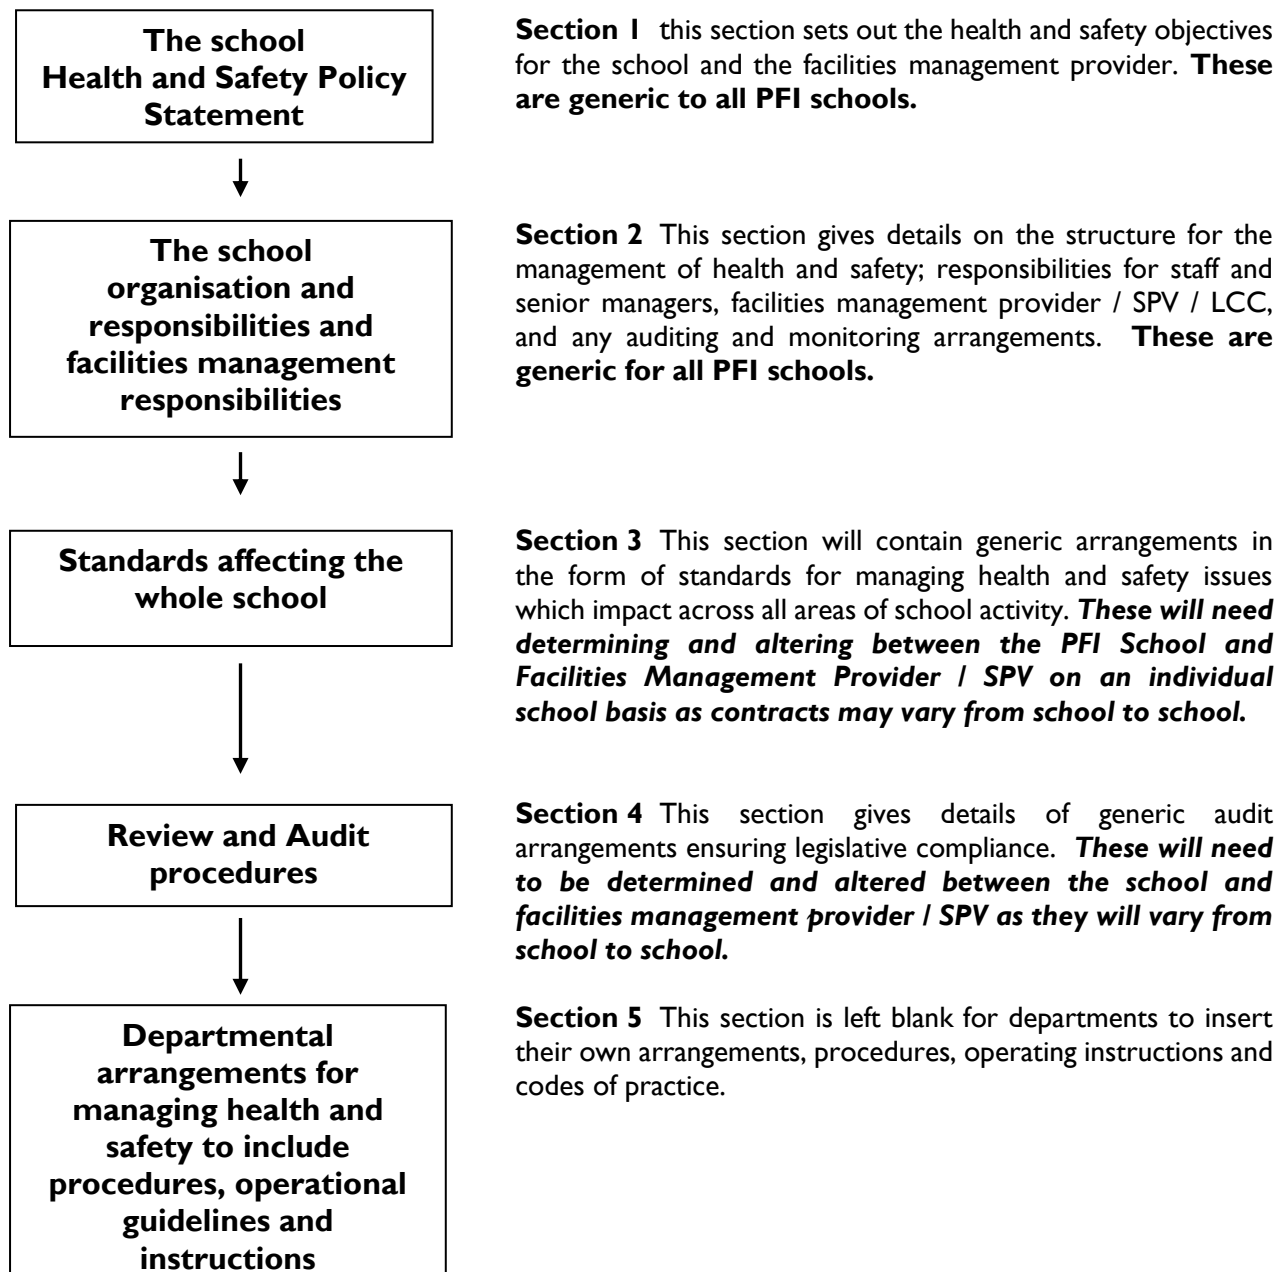 The school
Health and Safety Policy
Statement
Section 1 this section sets out the health and safety objectives
for the school and the facilities management provider. These
are generic to all PFI schools.
The school
organisation and
responsibilities and
facilities management
responsibilities
Section 2 This section gives details on the structure for the
management of health and safety; responsibilities for staff and
senior managers, facilities management provider / SPV / LCC,
and any auditing and monitoring arrangements. These are
generic for all PFI schools.
Standards affecting the
whole school
Section 3 This section will contain generic arrangements in
the form of standards for managing health and safety issues
which impact across all areas of school activity. These will need
determining and altering between the PFI School and
Facilities Management Provider / SPV on an individual
school basis as contracts may vary from school to school.
Review and Audit
procedures
Section 4 This section gives details of generic audit
arrangements ensuring legislative compliance. These will need
to be determined and altered between the school and
facilities management provider / SPV as they will vary from
school to school.
Departmental
arrangements for
managing health and
safety to include
procedures, operational
guidelines and
instructions
Section 5 This section is left blank for departments to insert
their own arrangements, procedures, operating instructions and
codes of practice.